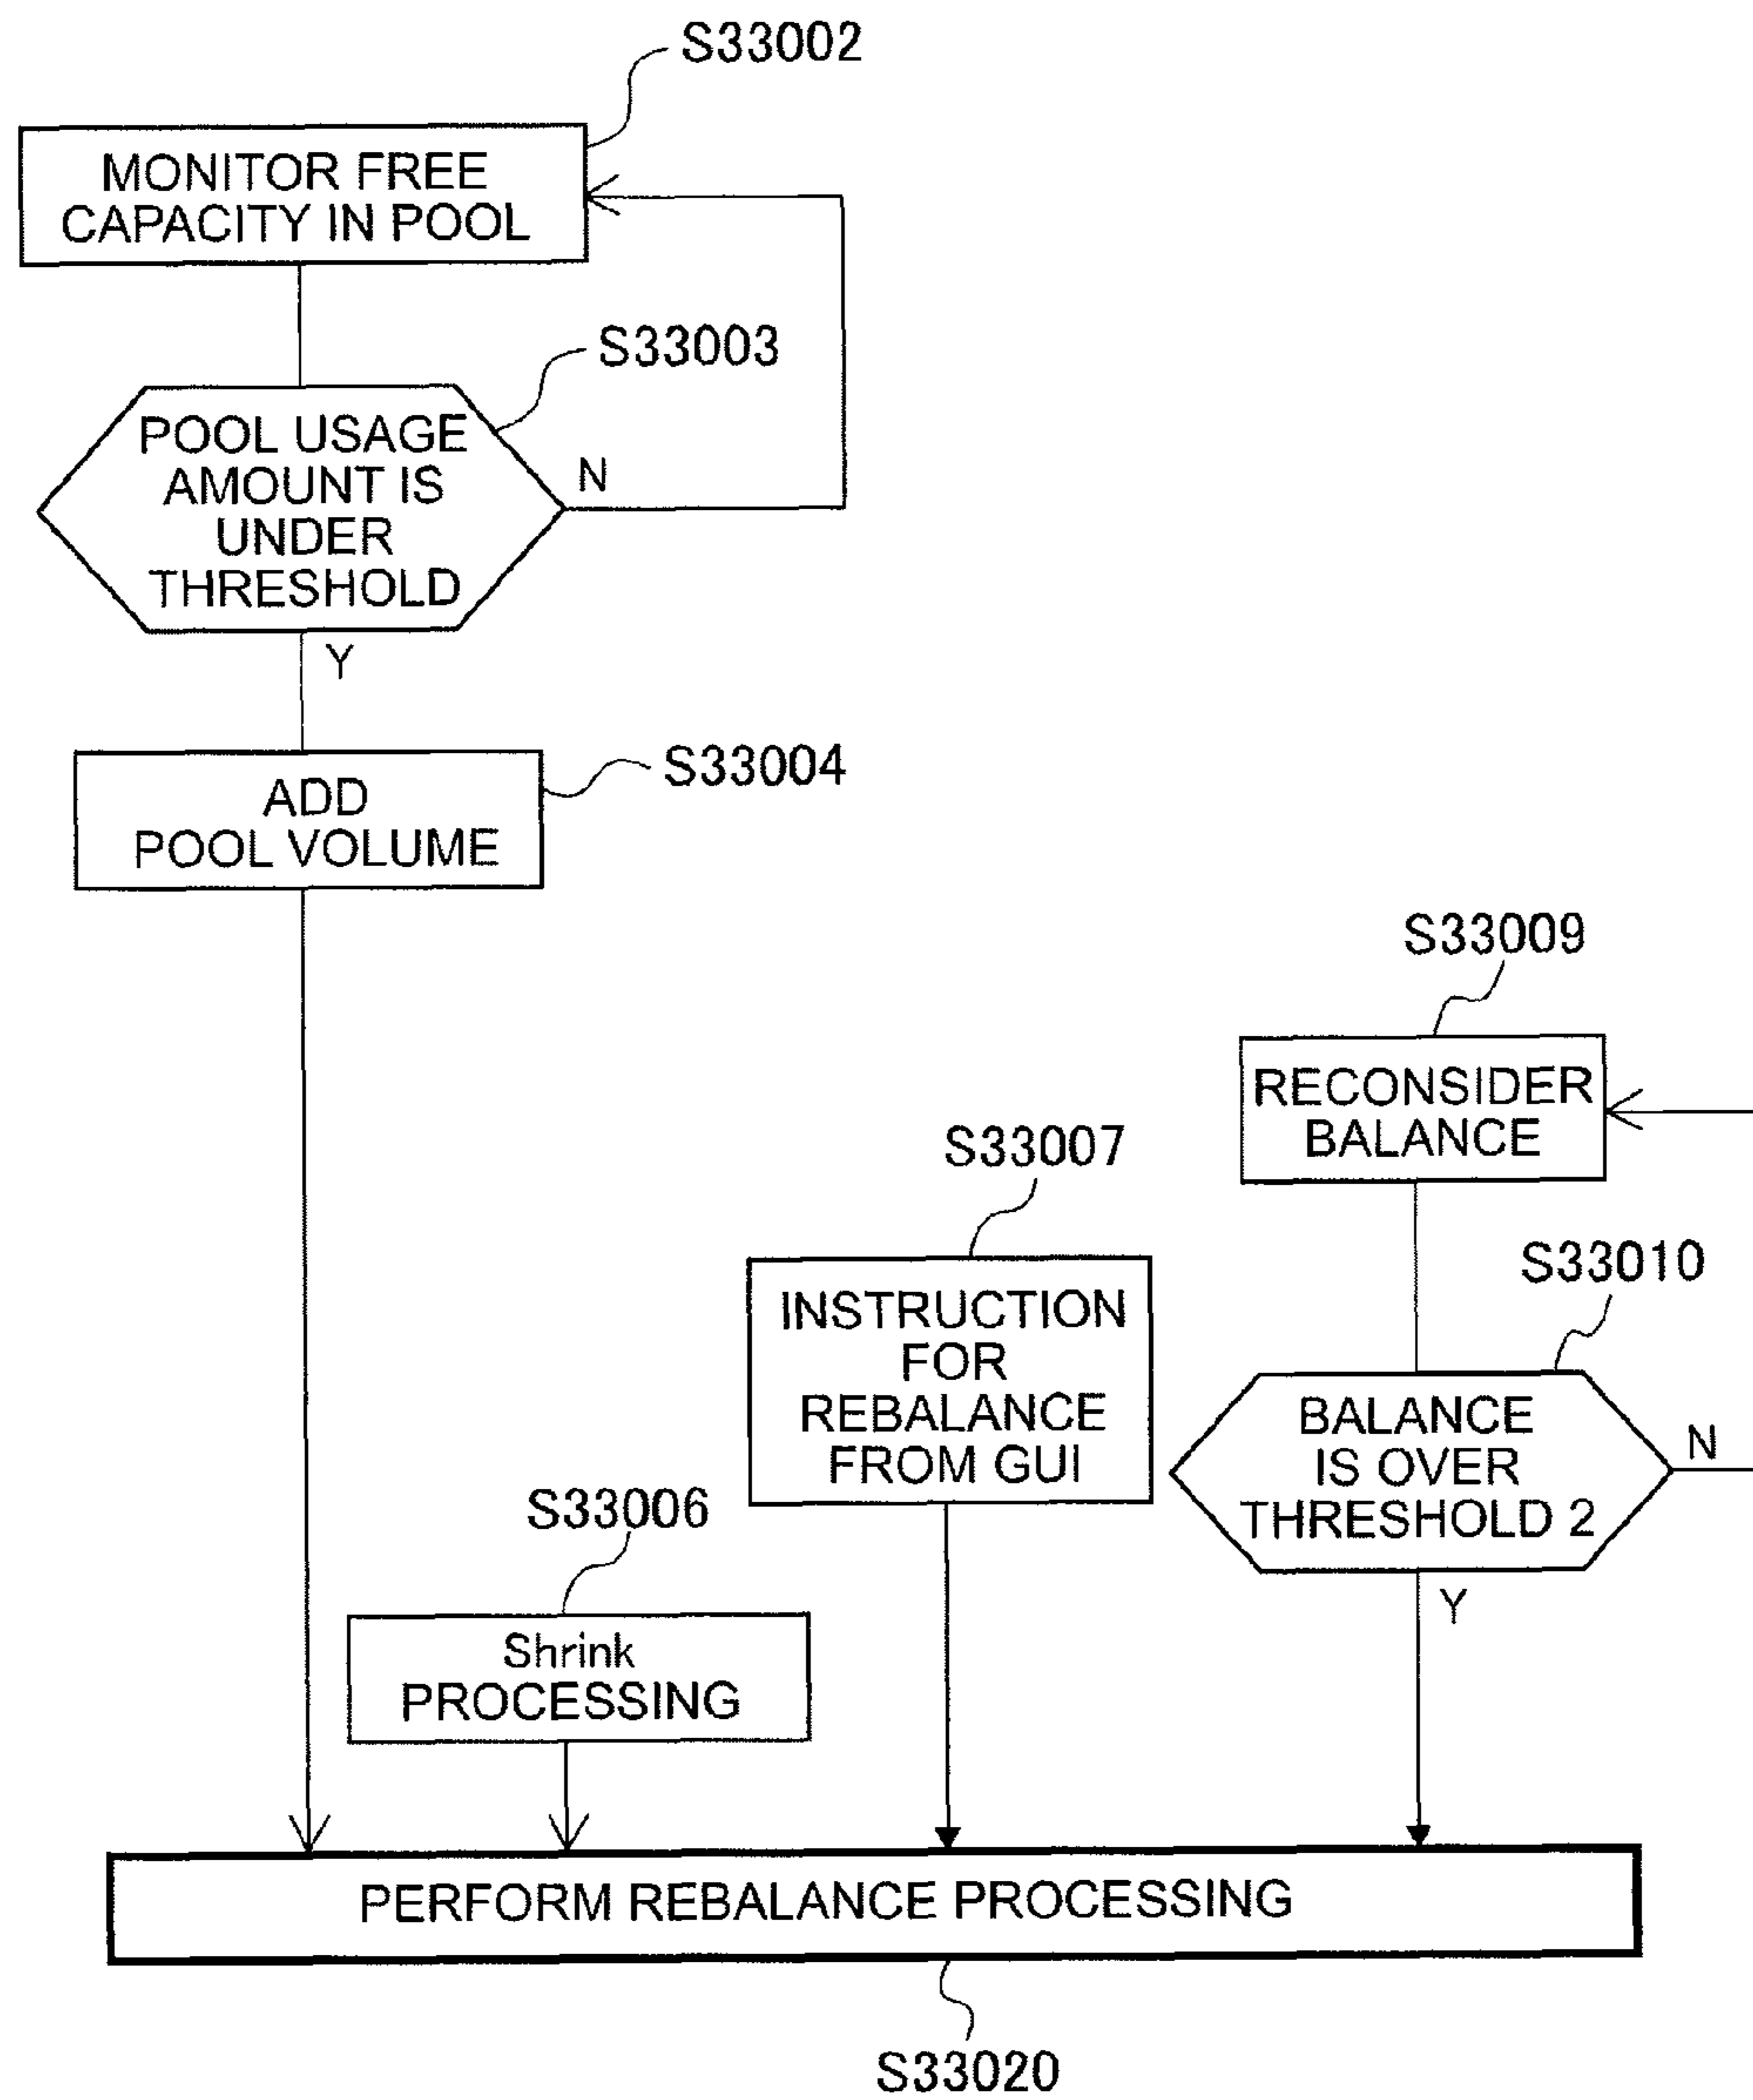 S33002
MONITOR FREE
CAPACITY IN POOL
S33003
POOL USAGE
AMOUNT IS
UNDER
THRESHOLD
N
Y
S33004
ADD
POOL VOLUME
S33009
RECONSIDER
BALANCE
S33007
INSTRUCTION
FOR
REBALANCE
FROM GUI
S33010
BALANCE
IS OVER
THRESHOLD 2
N
Y
S33006
Shrink
PROCESSING
PERFORM REBALANCE PROCESSING
S33020